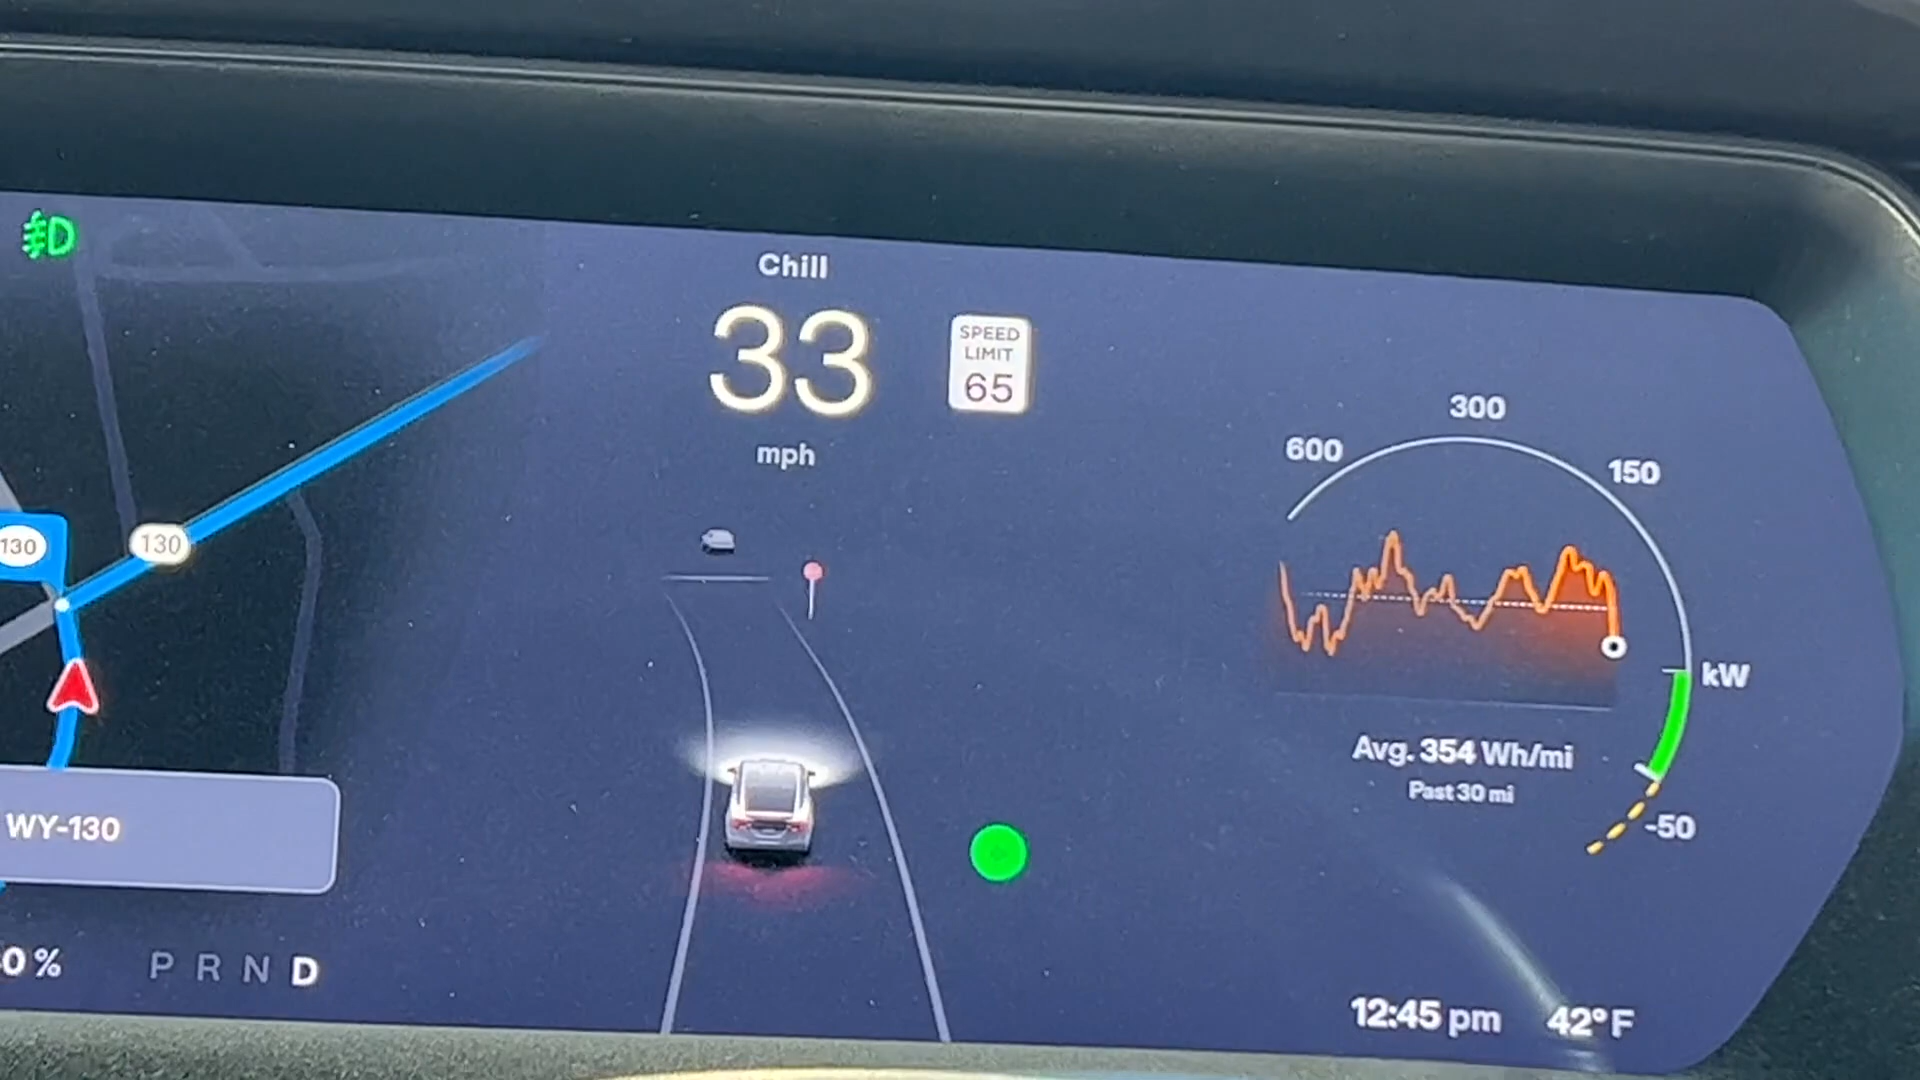 Chill
33
mph
SPEED
LIMIT
65
130
130
WY-130
0 %
P R N D
600
300
150
kW
-50
Avg. 354 Wh/mi
Past 30 mi
12:45 pm
42°F